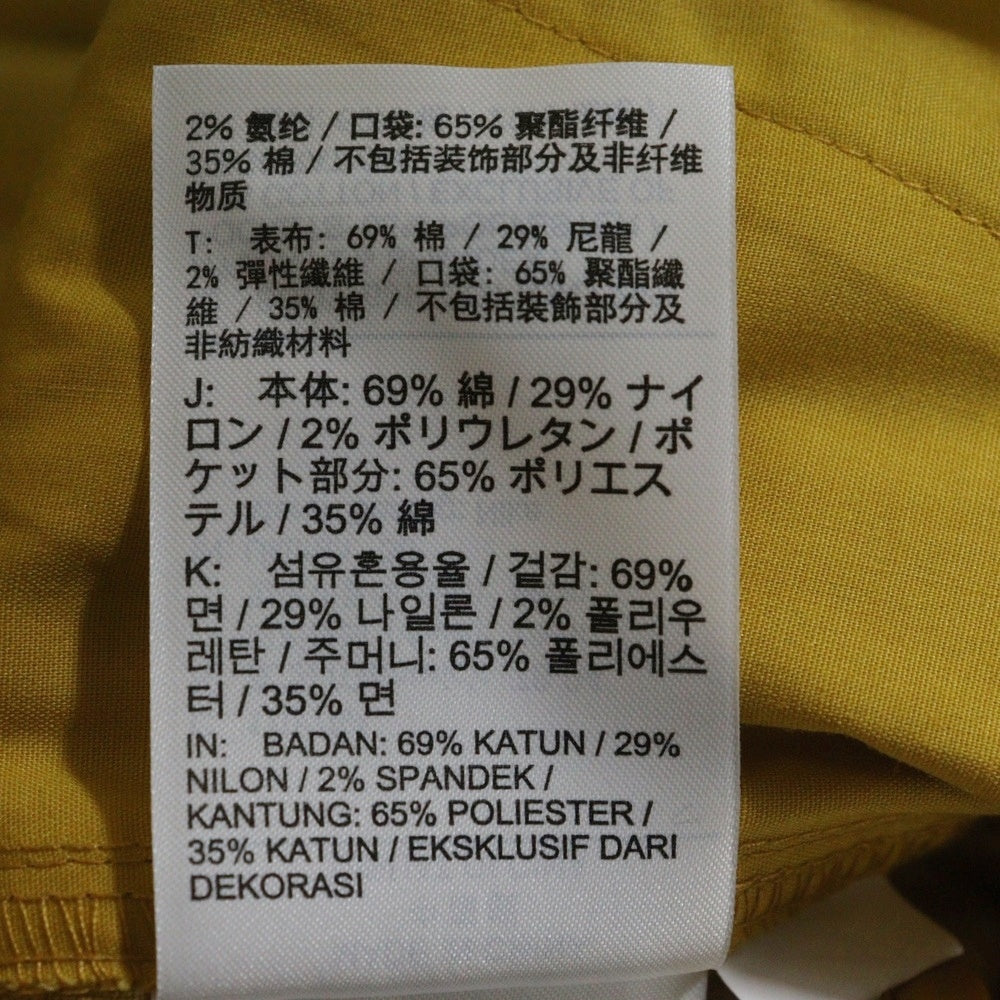 2% 氨纶 / 口袋: 65% 聚酯纤维 /
35% 棉 / 不包括装饰部分及非纤维
物质
T: 表布: 69% 棉 / 29% 尼龍 /
2% 彈性纖維 / 口袋: 65% 聚酯纖
維 / 35% 棉 / 不包括裝飾部分及
非紡織材料
J: 本体: 69% 綿 / 29% ナイ
ロン / 2% ポリウレタン / ポ
ケット部分: 65% ポリエス
テル / 35% 綿
K: 섬유혼용율 / 겉감: 69%
면 / 29% 나일론 / 2% 폴리우
레탄 / 주머니: 65% 폴리에스
터 / 35% 면
IN: BADAN: 69% KATUN / 29%
NILON / 2% SPANDEK /
KANTUNG: 65% POLIESTER /
35% KATUN / EKSKLUSIF DARI
DEKORASI